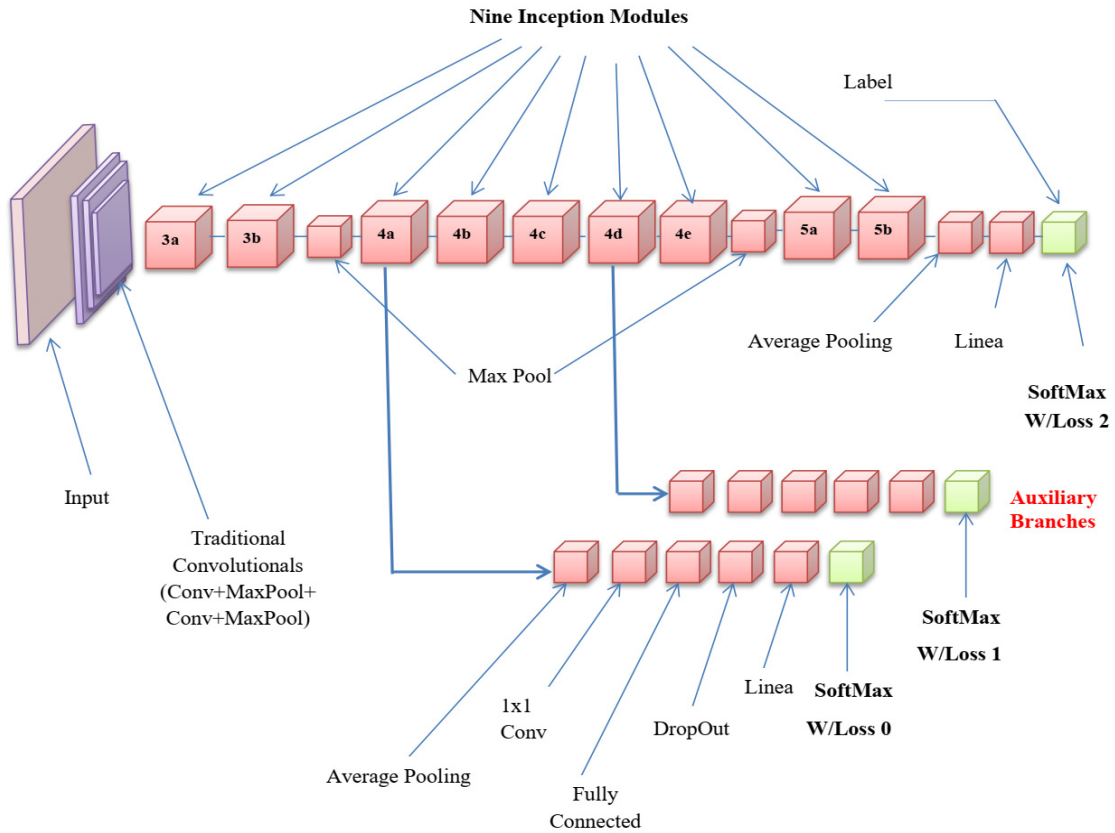 Nine Inception Modules
Label
3a
3b
4a
4b
4c
4d
4e
5a
5b
Average Pooling
Linea
Max Pool
SoftMax
W/Loss 2
Input
Auxiliary
Branches
Traditional
Convolutionals
(Conv+MaxPool+
Conv+MaxPool)
SoftMax
W/Loss 1
Linea
SoftMax
W/Loss 0
1x1
Conv
DropOut
Average Pooling
Fully
Connected